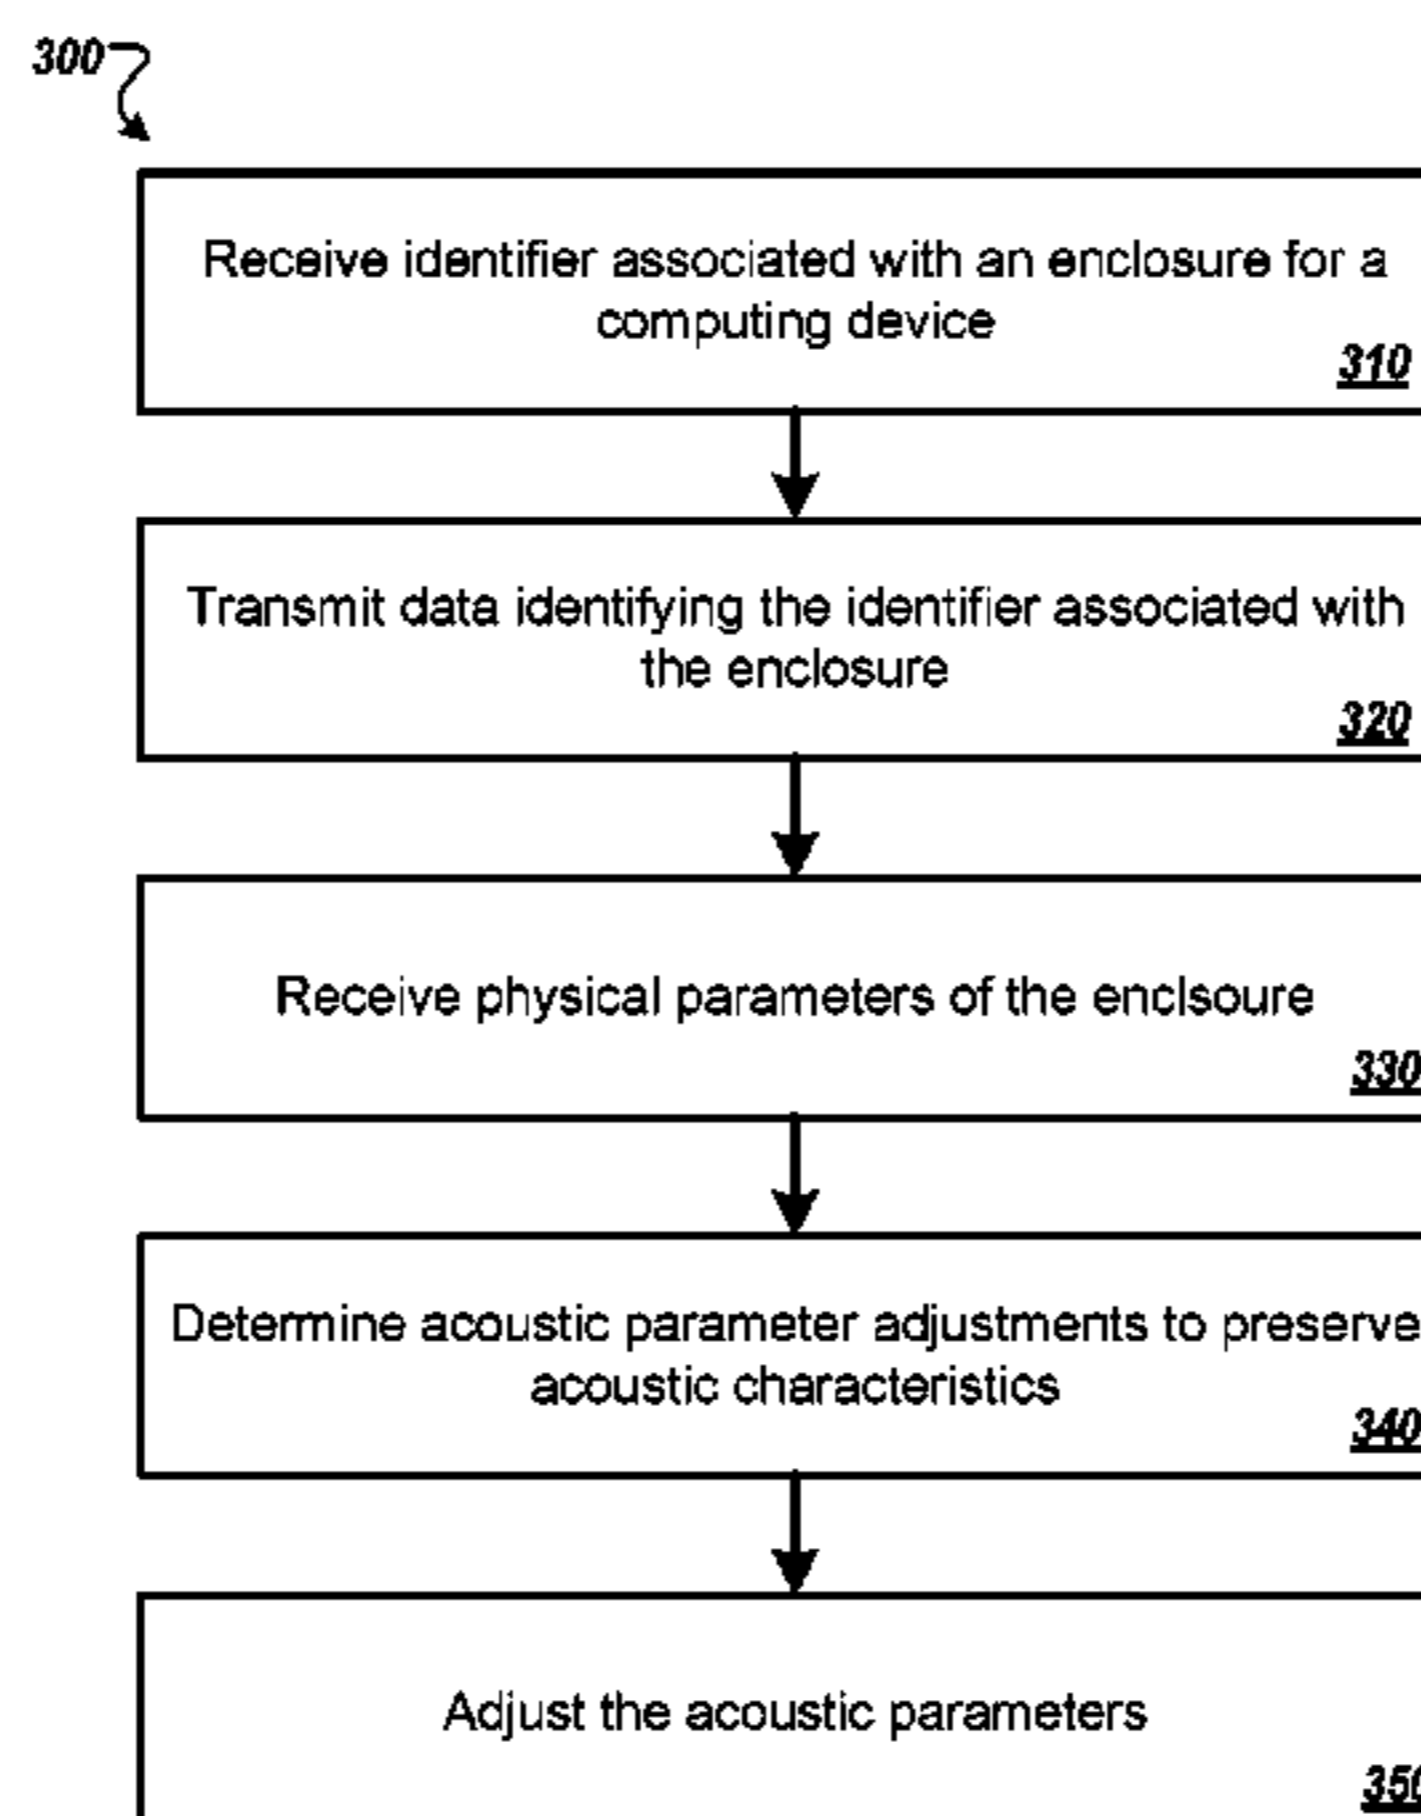 300
Receive identifier associated with an enclosure for a
computing device
310
Transmit data identifying the identifier associated with
the enclosure
320
Receive physical parameters of the enclsoure
330
Determine acoustic parameter adjustments to preserve
acoustic characteristics
340
Adjust the acoustic parameters
350